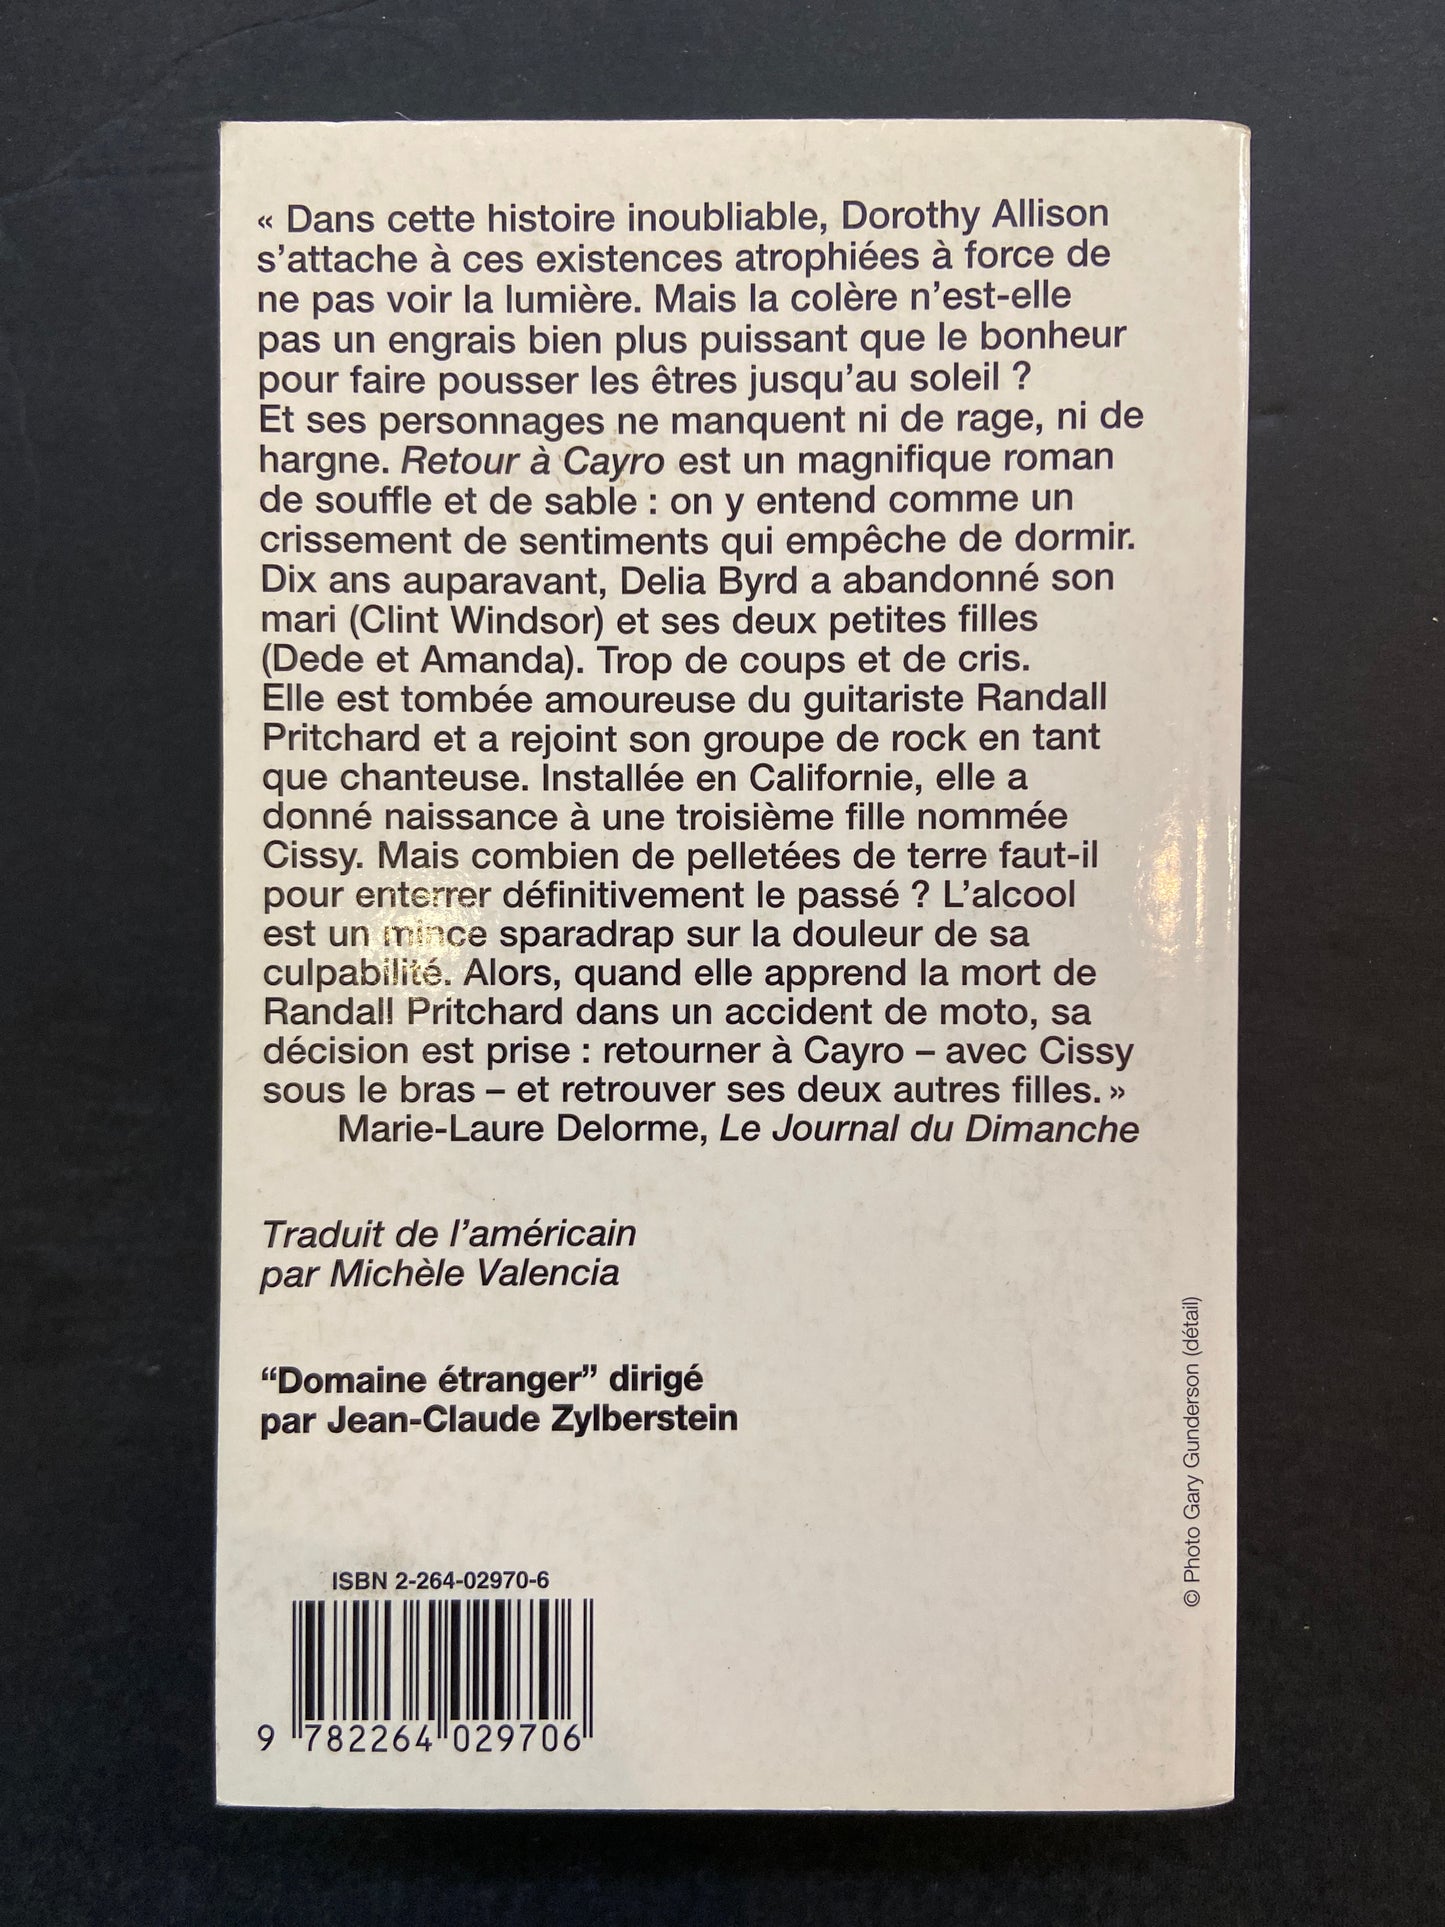 « Dans cette histoire inoubliable, Dorothy Allison
s’attache à ces existences atrophiées à force de
ne pas voir la lumière. Mais la colère n’est-elle
pas un engrais bien plus puissant que le bonheur
pour faire pousser les êtres jusqu’au soleil ?
Et ses personnages ne manquent ni de rage, ni de
hargne. Retour à Cayro est un magnifique roman
de souffle et de sable : on y entend comme un
crissement de sentiments qui empêche de dormir.
Dix ans auparavant, Delia Byrd a abandonné son
mari (Clint Windsor) et ses deux petites filles
(Dede et Amanda). Trop de coups et de cris.
Elle est tombée amoureuse du guitariste Randall
Pritchard et a rejoint son groupe de rock en tant
que chanteuse. Installée en Californie, elle a
donné naissance à une troisième fille nommée
Cissy. Mais combien de pelletées de terre faut-il
pour enterrer définitivement le passé ? L’alcool
est un mince sparadrap sur la douleur de sa
culpabilité. Alors, quand elle apprend la mort de
Randall Pritchard dans un accident de moto, sa
décision est prise : retourner à Cayro – avec Cissy
sous le bras – et retrouver ses deux autres filles. »
Marie-Laure Delorme, Le Journal du Dimanche
Traduit de l’américain
par Michèle Valencia
“Domaine étranger” dirigé
par Jean-Claude Zylberstein
© Photo Gary Gunderson (détail)
ISBN 2-264-02970-6
9 782264 029706